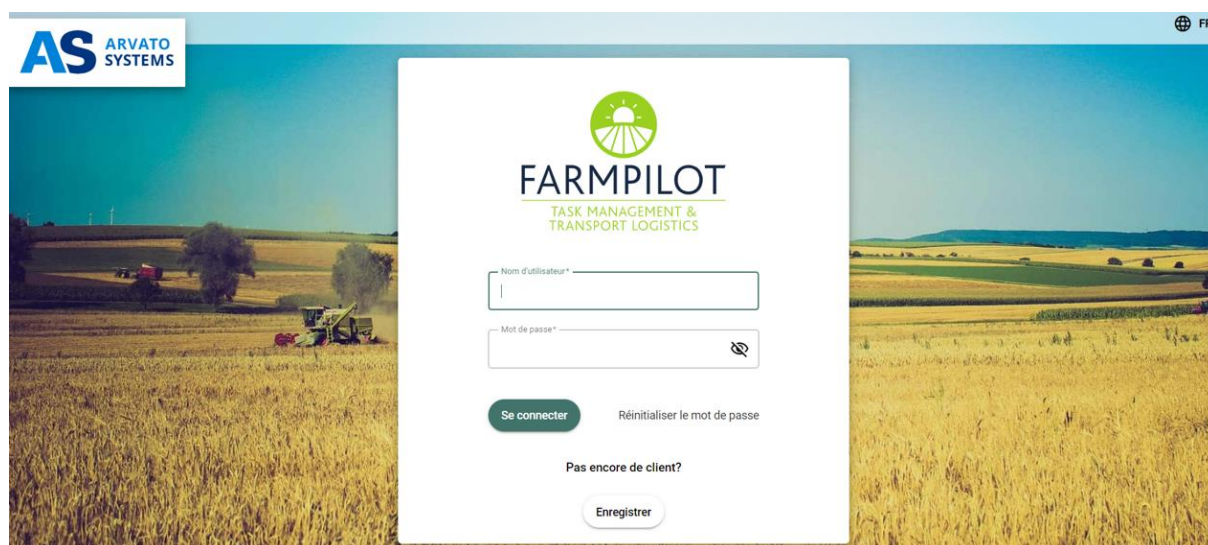 AS ARVATO
SYSTEMS
FR
FARMPILOT
TASK MANAGEMENT &
TRANSPORT LOGISTICS
Nom d'utilisateur*
Mot de passe*
Se connecter
Réinitialiser le mot de passe
Pas encore de client?
Enregistrer